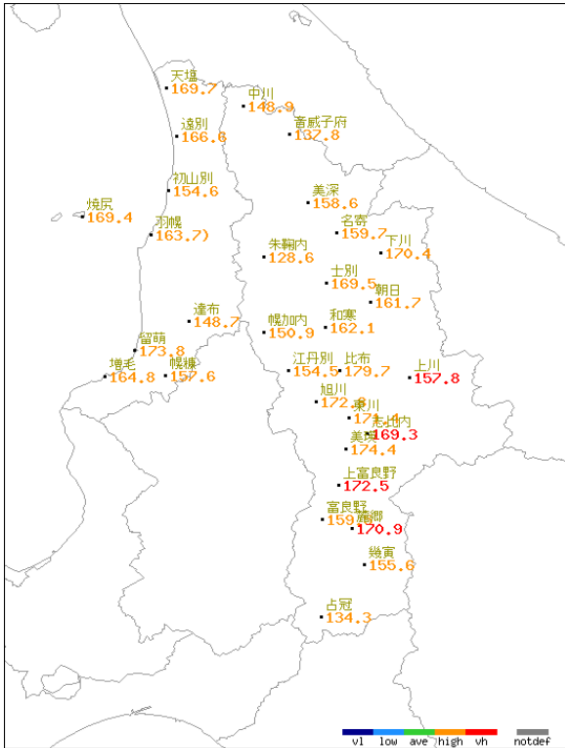 天塩
169.7
中川
148.9
音威子府
137.8
遠別
初山別
154.6
美深
158.6
焼尻
169.4
名寄
159.7
羽幌
163.7)
下川
170.4
朱鞠内
128.6
士別
169.5
朝日
161.7
達布
148.7
和寒
162.1
幌加内
150.9
留萌
173.8
増毛
164.8
幌糠
157.6
江丹別
154.5
比布
179.7
上川
157.8
旭川
東川
志比内
169.3
美瑛
174.4
上富良野
172.5
富良野
麓郷
170.9
幾寅
155.6
占冠
134.3
vl low ave high vh notdef